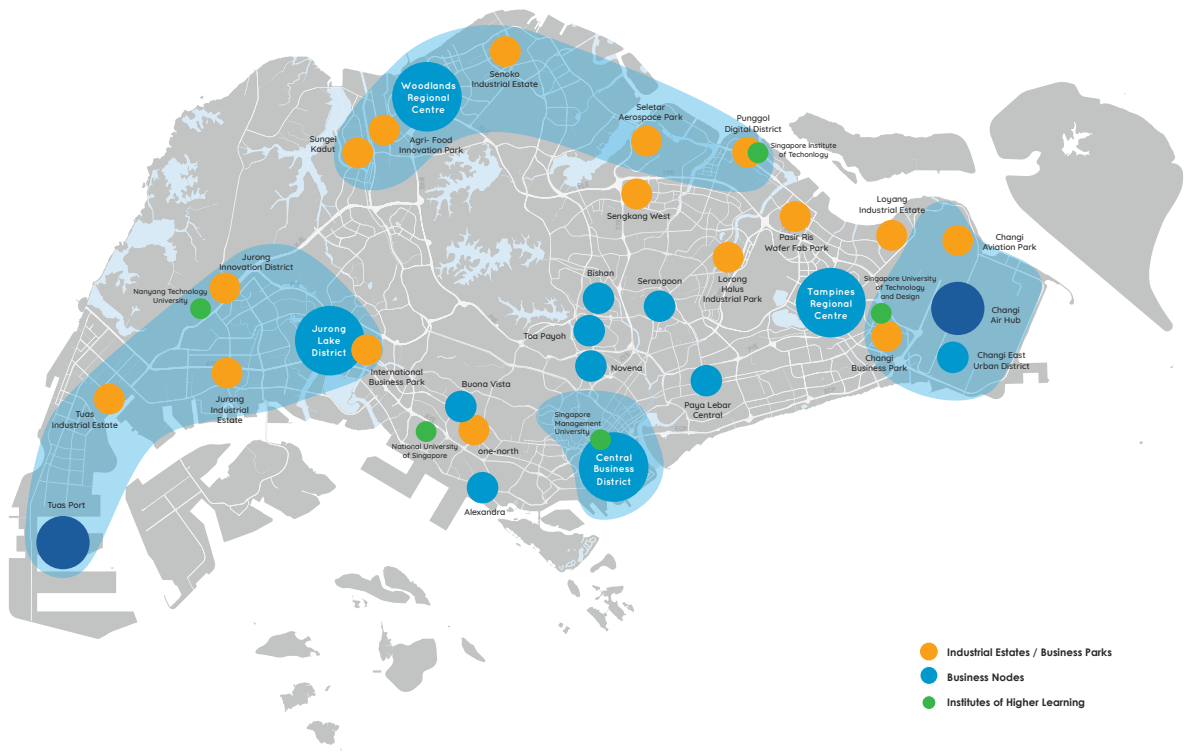 Woodlands
Regional
Centre
Senoko
Industrial Estate
Sungei
Kadut
Agri- Food
Innovation Park
Seletar
Aerospace Park
Punggol
Digital District
Singapore Institute
of Techonlogy
Sengkang West
Loyang
Industrial Estate
Pasir Ris
Wafer Fab Park
Changi
Aviation Park
Jurong
Innovation District
Nanyang Technology
University
Bishan
Serangoon
Lorong
Halus
Industrial Park
Tampines
Regional
Centre
Singapore University
of Technology
and Design
Changi
Air Hub
Jurong
Lake
District
Toa Payoh
Novena
Changi
Business Park
Changi East
Urban District
International
Business Park
Buona Vista
Paya Lebar
Central
Tuas
Industrial Estate
Jurong
Industrial
Estate
Singapore
Management
University
National University
of Singapore
one-north
Central
Business
District
Alexandra
Tuas Port
Industrial Estates / Business Parks
Business Nodes
Institutes of Higher Learning